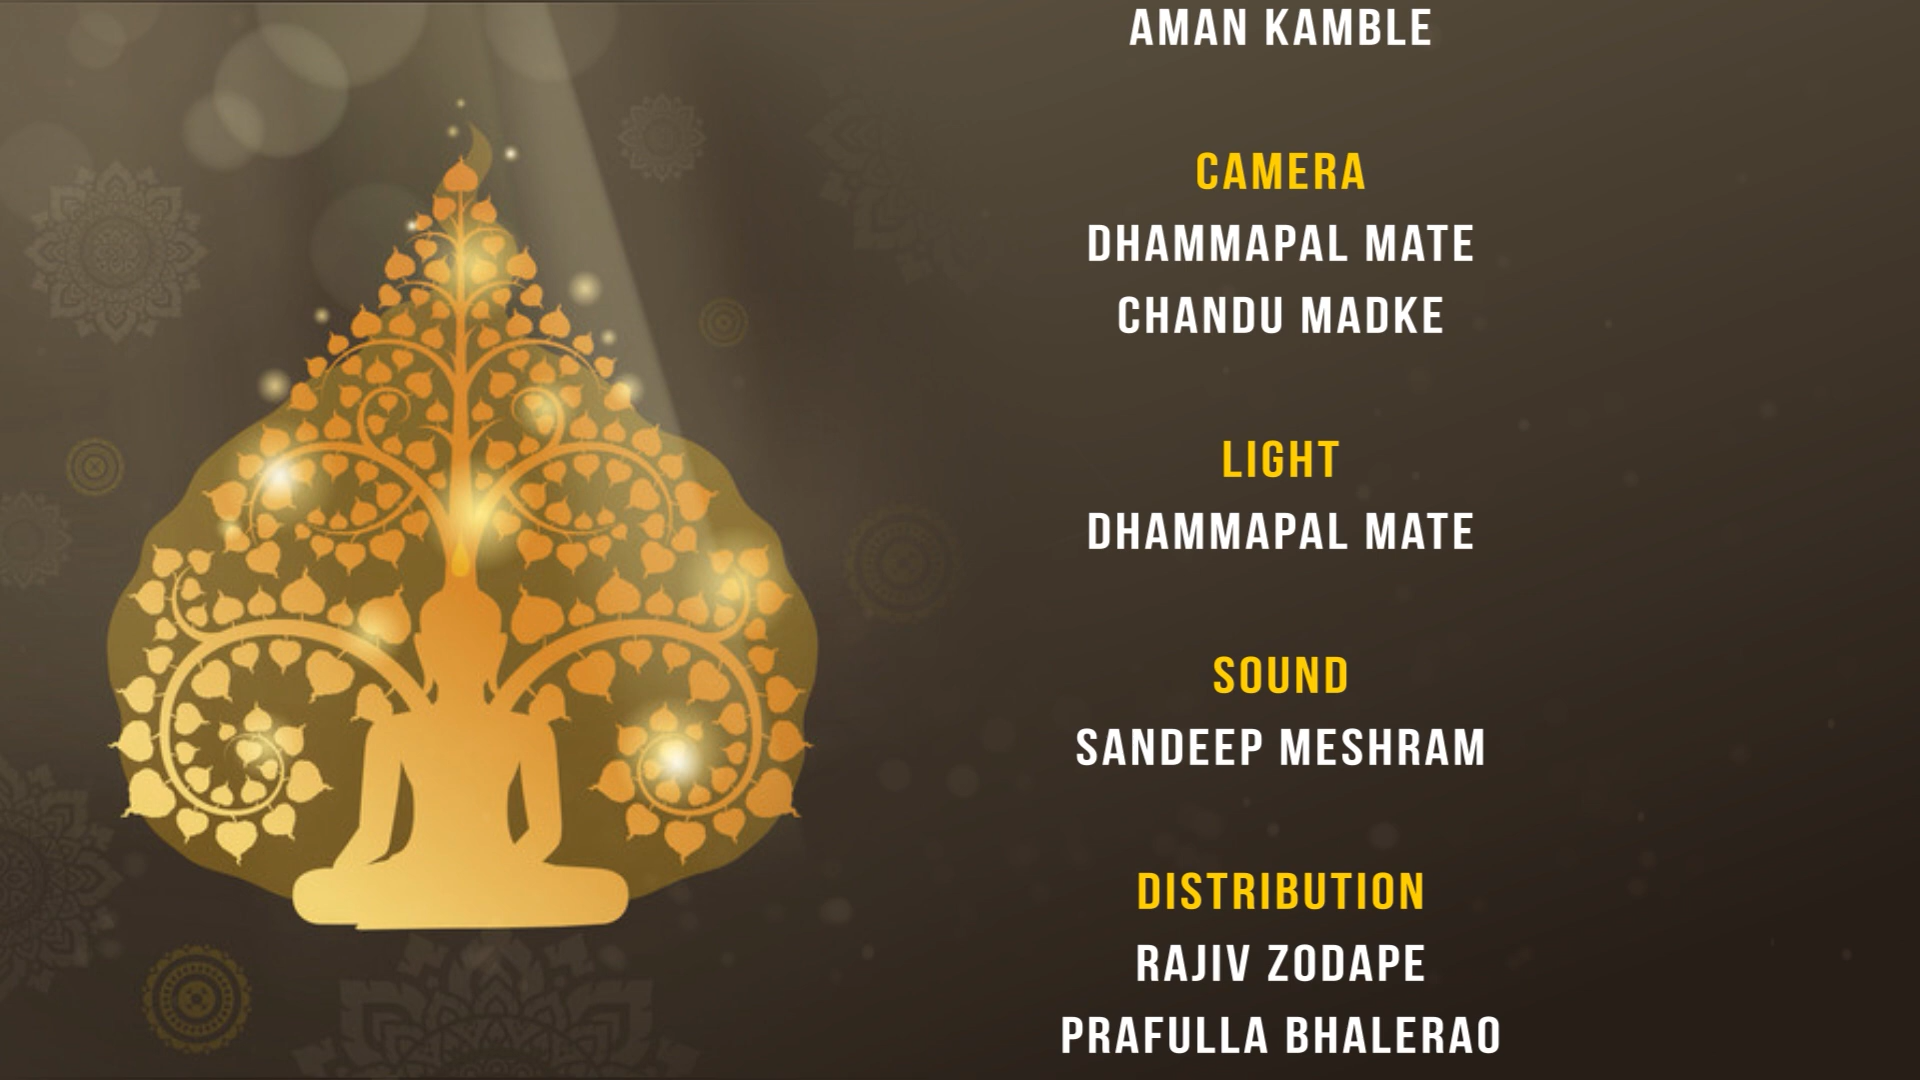 AMAN KAMBLE
CAMERA
DHAMMAPAL MATE
CHANDU MADKE
LIGHT
DHAMMAPAL MATE
SOUND
SANDEEP MESHRAM
DISTRIBUTION
RAJIV ZODAPE
PRAFULLA BHALERAO